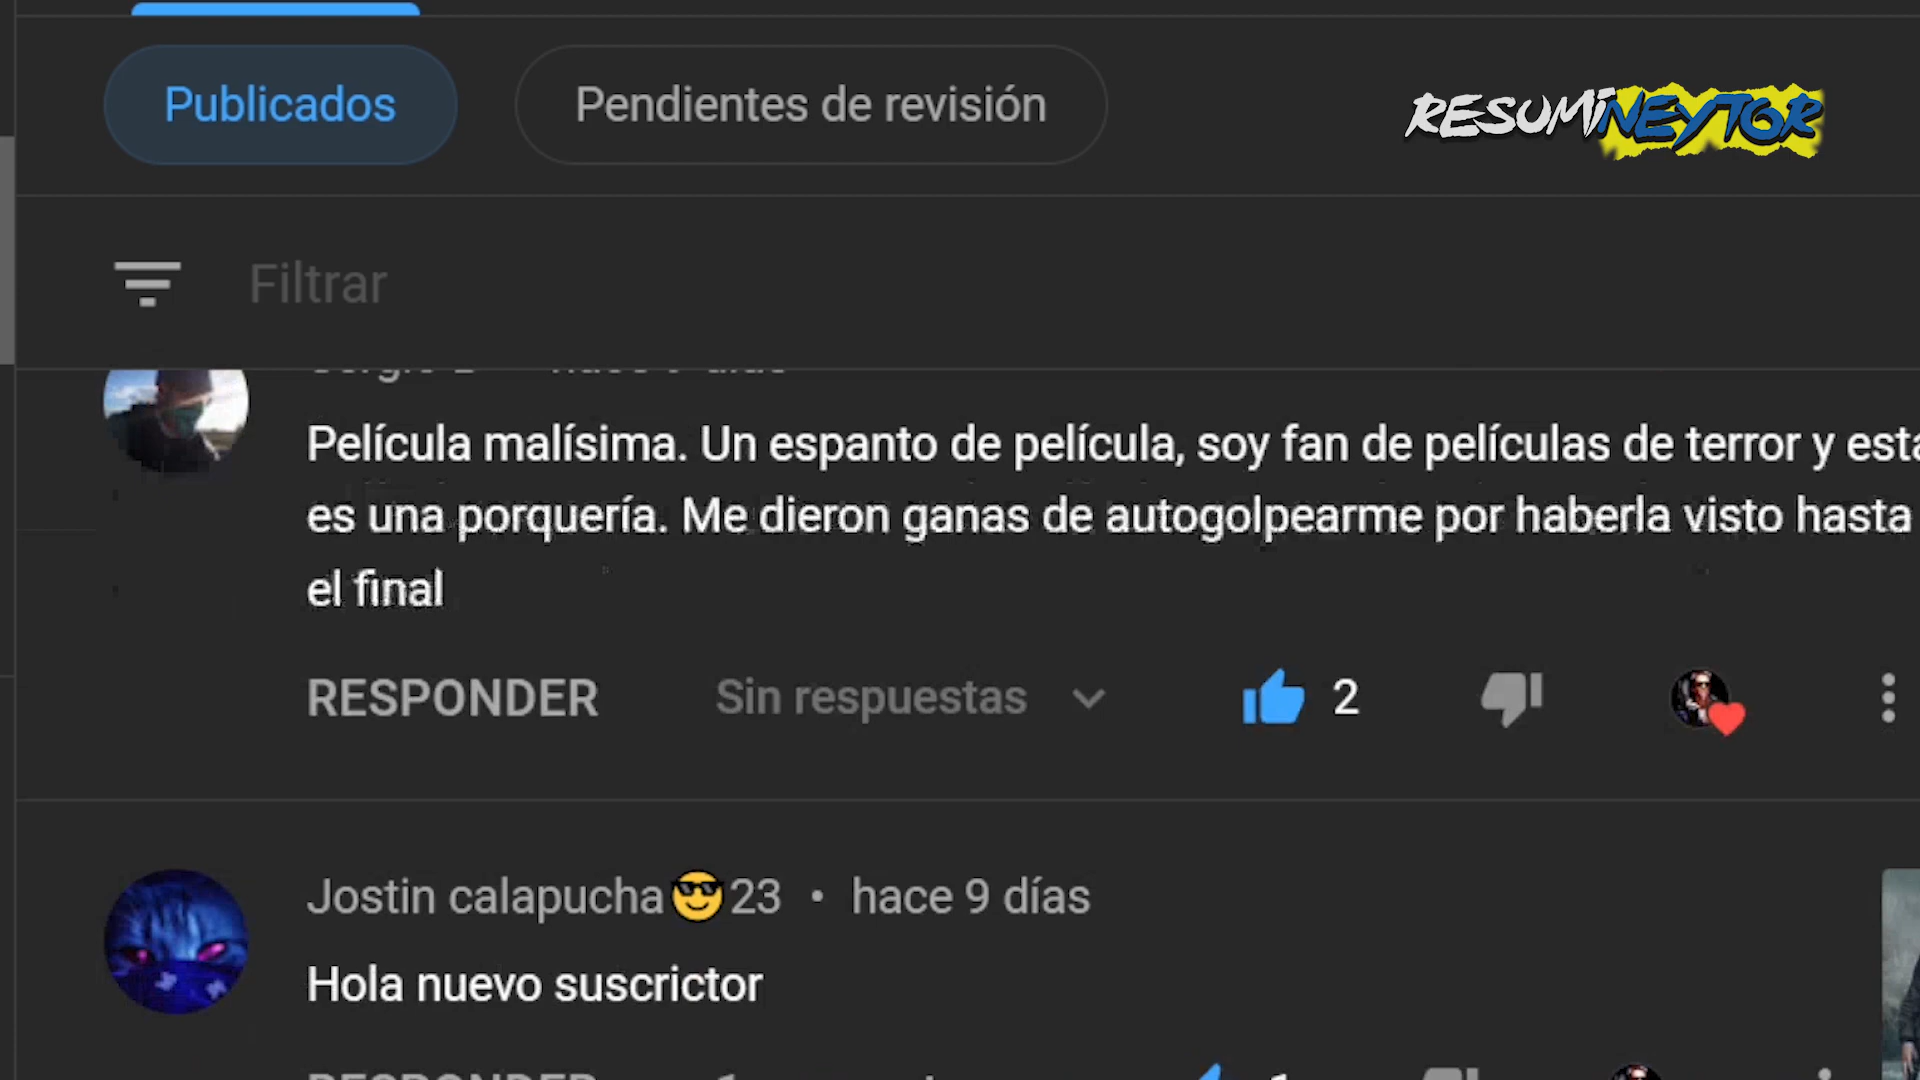 Publicados
Pendientes de revisión
RESUMINEYTOR
Filtrar
Película malísima. Un espanto de película, soy fan de películas de terror y esta
es una porquería. Me dieron ganas de autogolpearme por haberla visto hasta
el final
RESPONDER
Sin respuestas
2
Jostin calapucha😎23 • hace 9 días
Hola nuevo suscrictor
RESPONDER
1